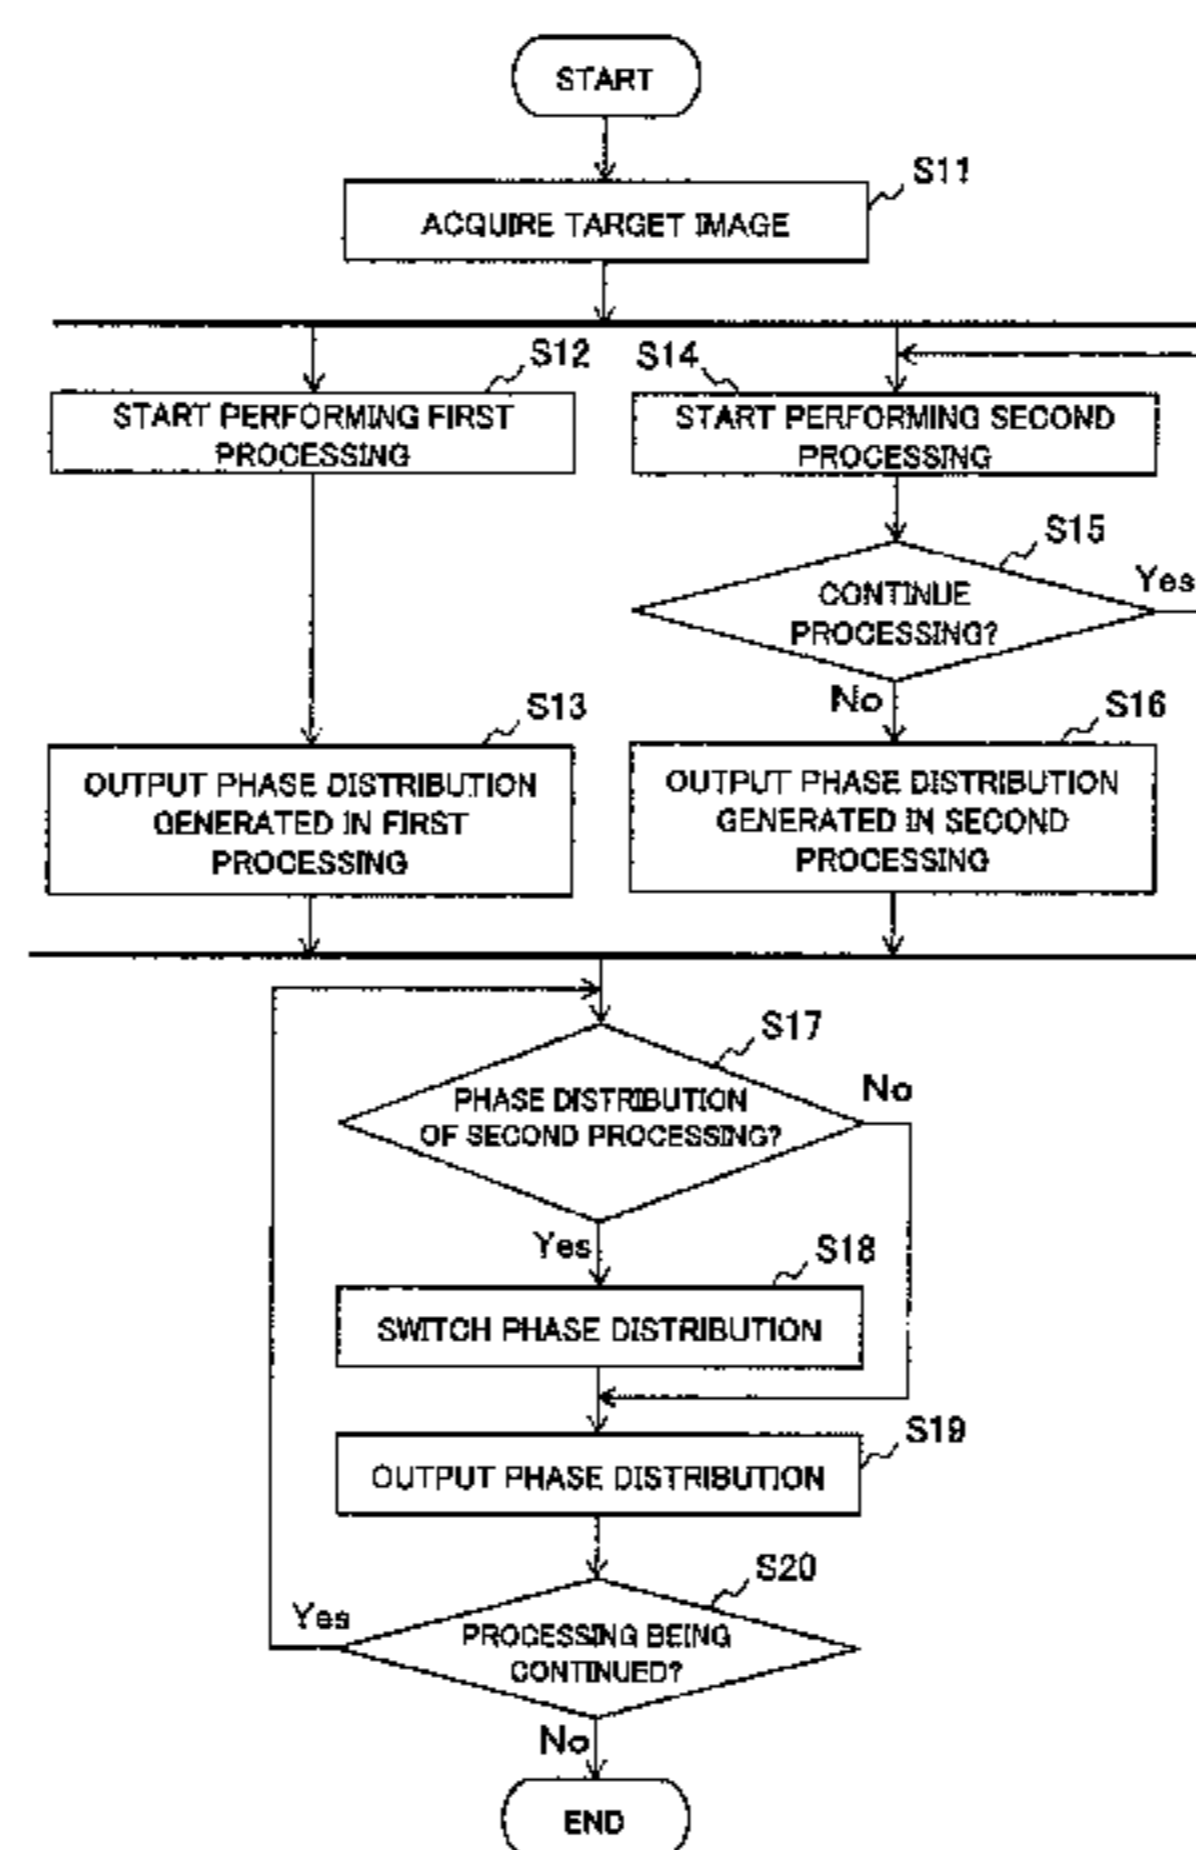 START
S11
ACQUIRE TARGET IMAGE
S12
START PERFORMING FIRST
PROCESSING
S14
START PERFORMING SECOND
PROCESSING
S15
CONTINUE
PROCESSING?
Yes
No
S13
OUTPUT PHASE DISTRIBUTION
GENERATED IN FIRST
PROCESSING
S16
OUTPUT PHASE DISTRIBUTION
GENERATED IN SECOND
PROCESSING
S17
PHASE DISTRIBUTION
OF SECOND PROCESSING?
No
Yes
S18
SWITCH PHASE DISTRIBUTION
S19
OUTPUT PHASE DISTRIBUTION
S20
PROCESSING BEING
CONTINUED?
Yes
No
END